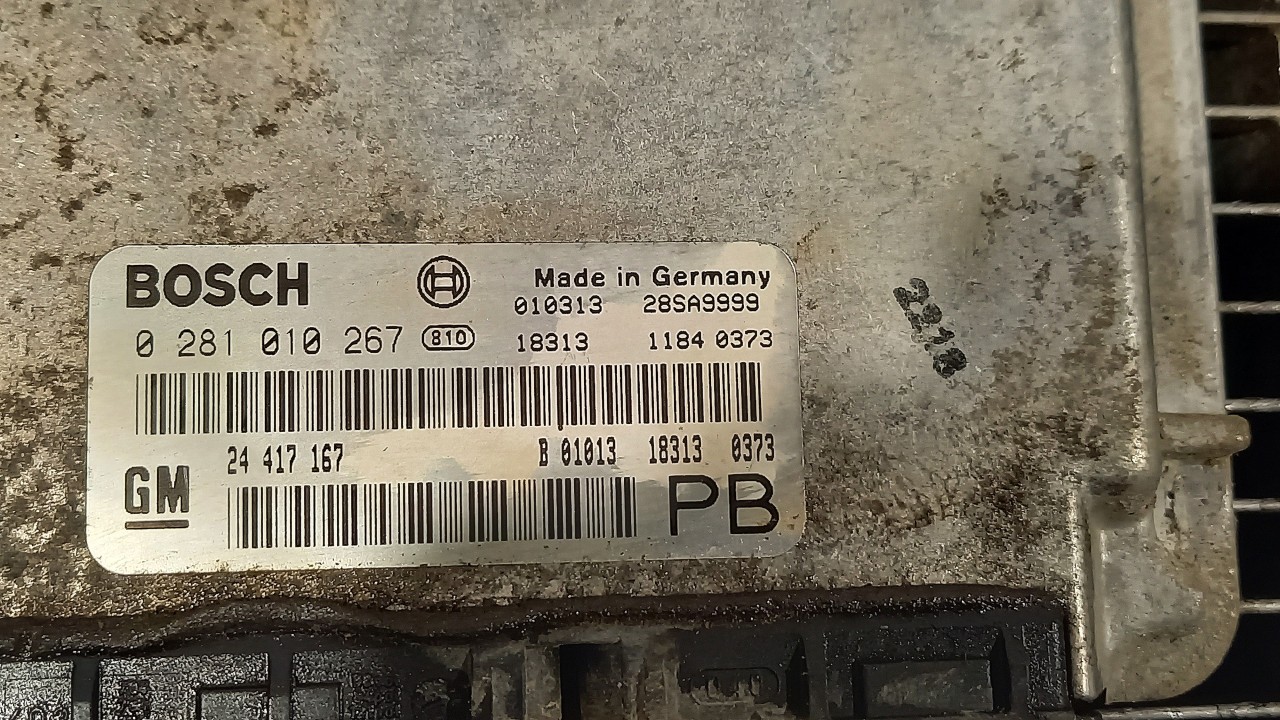 BOSCH Made in Germany
010313 28SA9999
0 281 010 267 810 18313 1184 0373
24 417 167 B 01013 18313 0373
GM PB